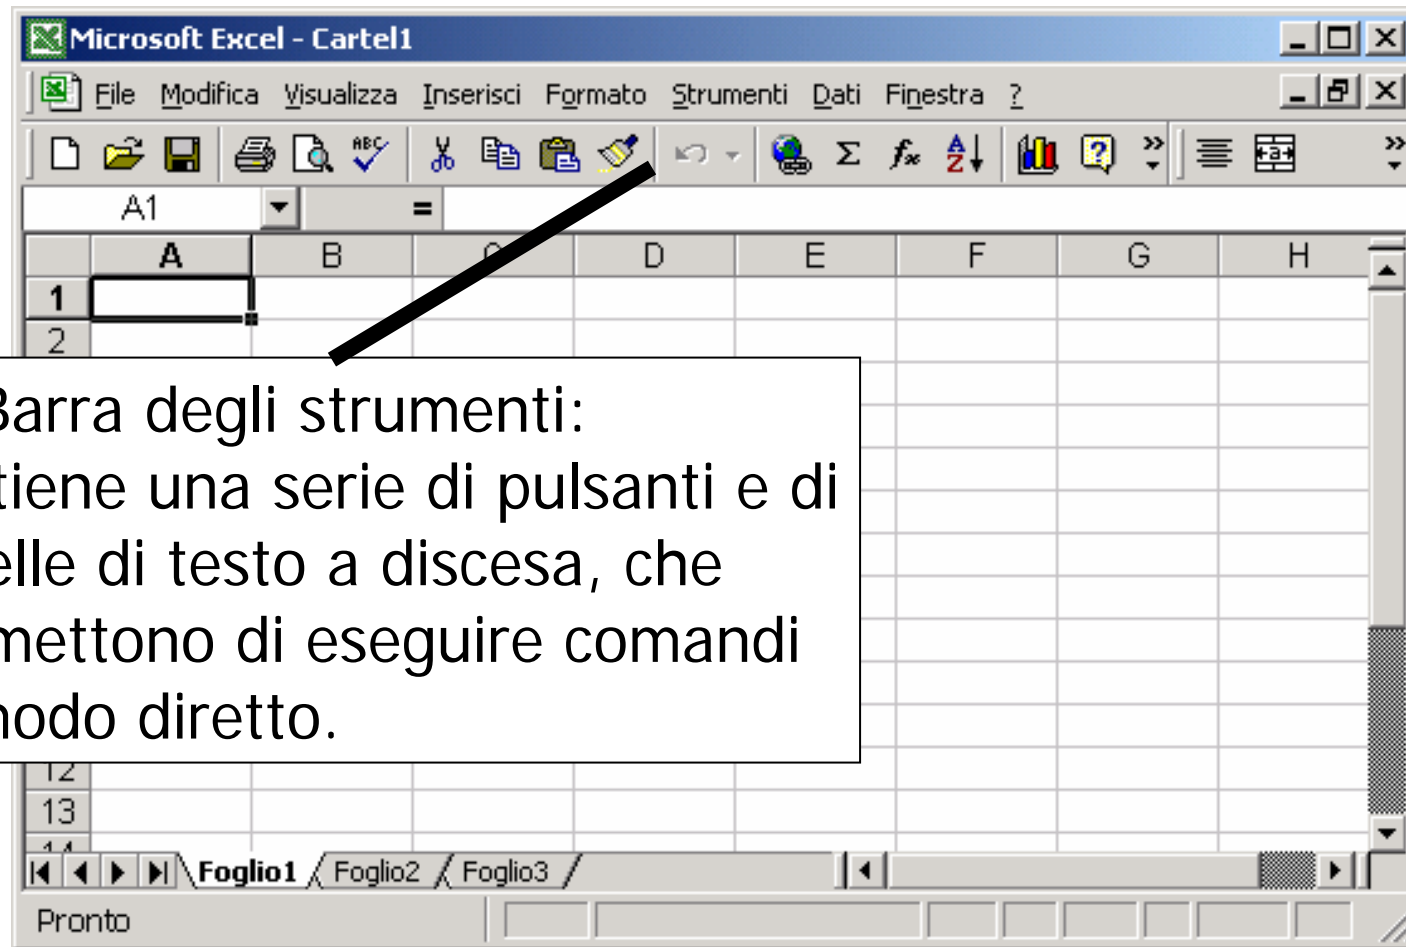 Microsoft Excel - Cartel1
File Modifica Visualizza Inserisci Formato Strumenti Dati Finestra ?
A1 =
A B D E F G H
1
2
Barra degli strumenti:
tiene una serie di pulsanti e di
elle di testo a discesa, che
mettono di eseguire comandi
modo diretto.
12
13
14
Foglio1 Foglio2 Foglio3
Pronto